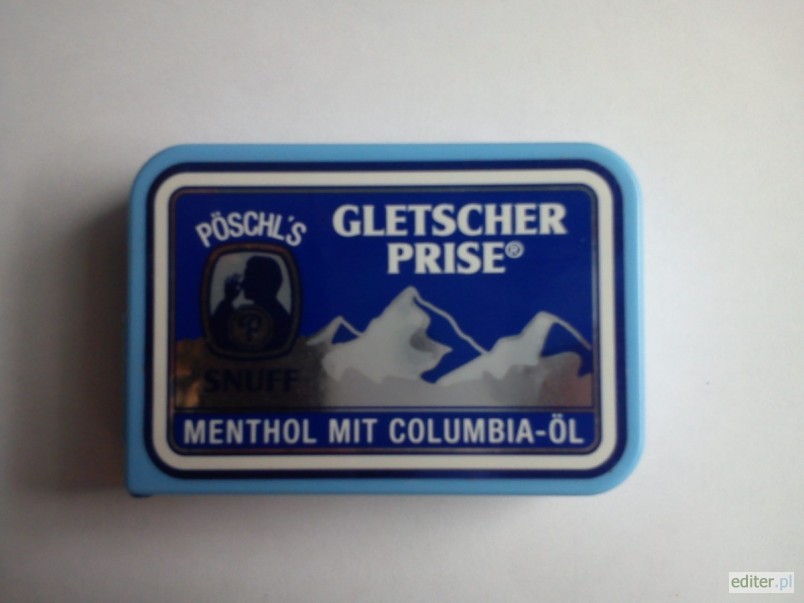 PÖSCHL'S
GLETSCHER
PRISE®
P
SNUFF
MENTHOL MIT COLUMBIA-ÖL
editer.pl